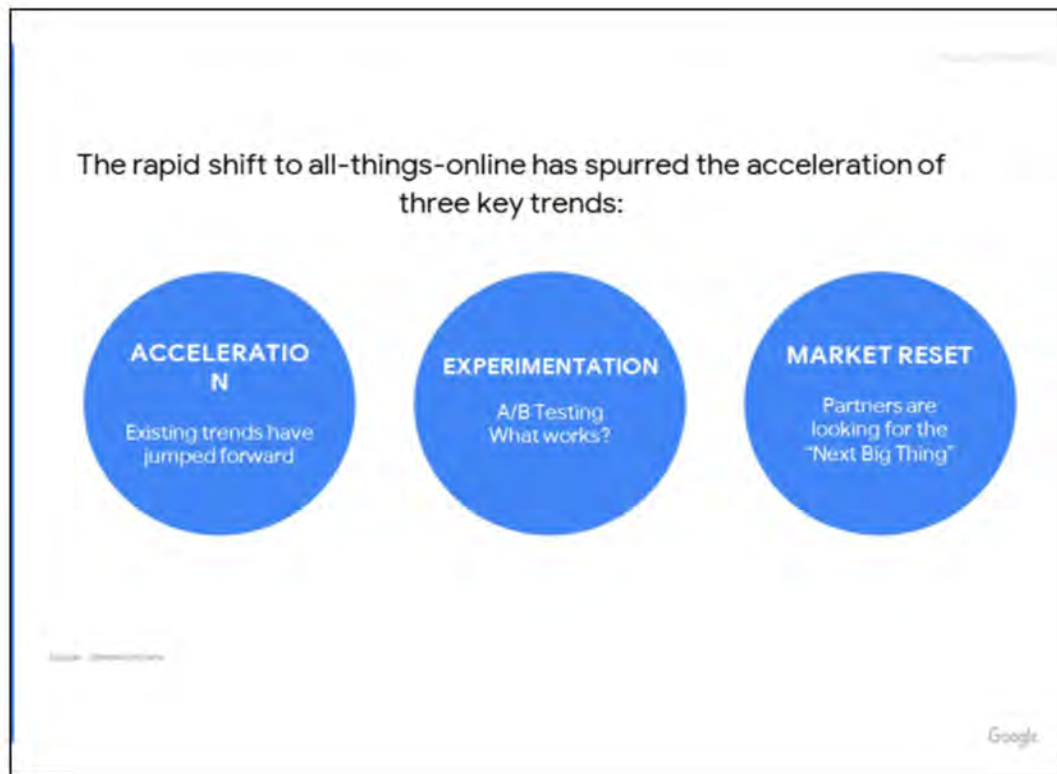 The rapid shift to all-things-online has spurred the acceleration of
three key trends:
ACCELERATIO
N
Existing trends have
jumped forward
EXPERIMENTATION
A/B Testing
What works?
MARKET RESET
Partners are
looking for the
“Next Big Thing”
Google